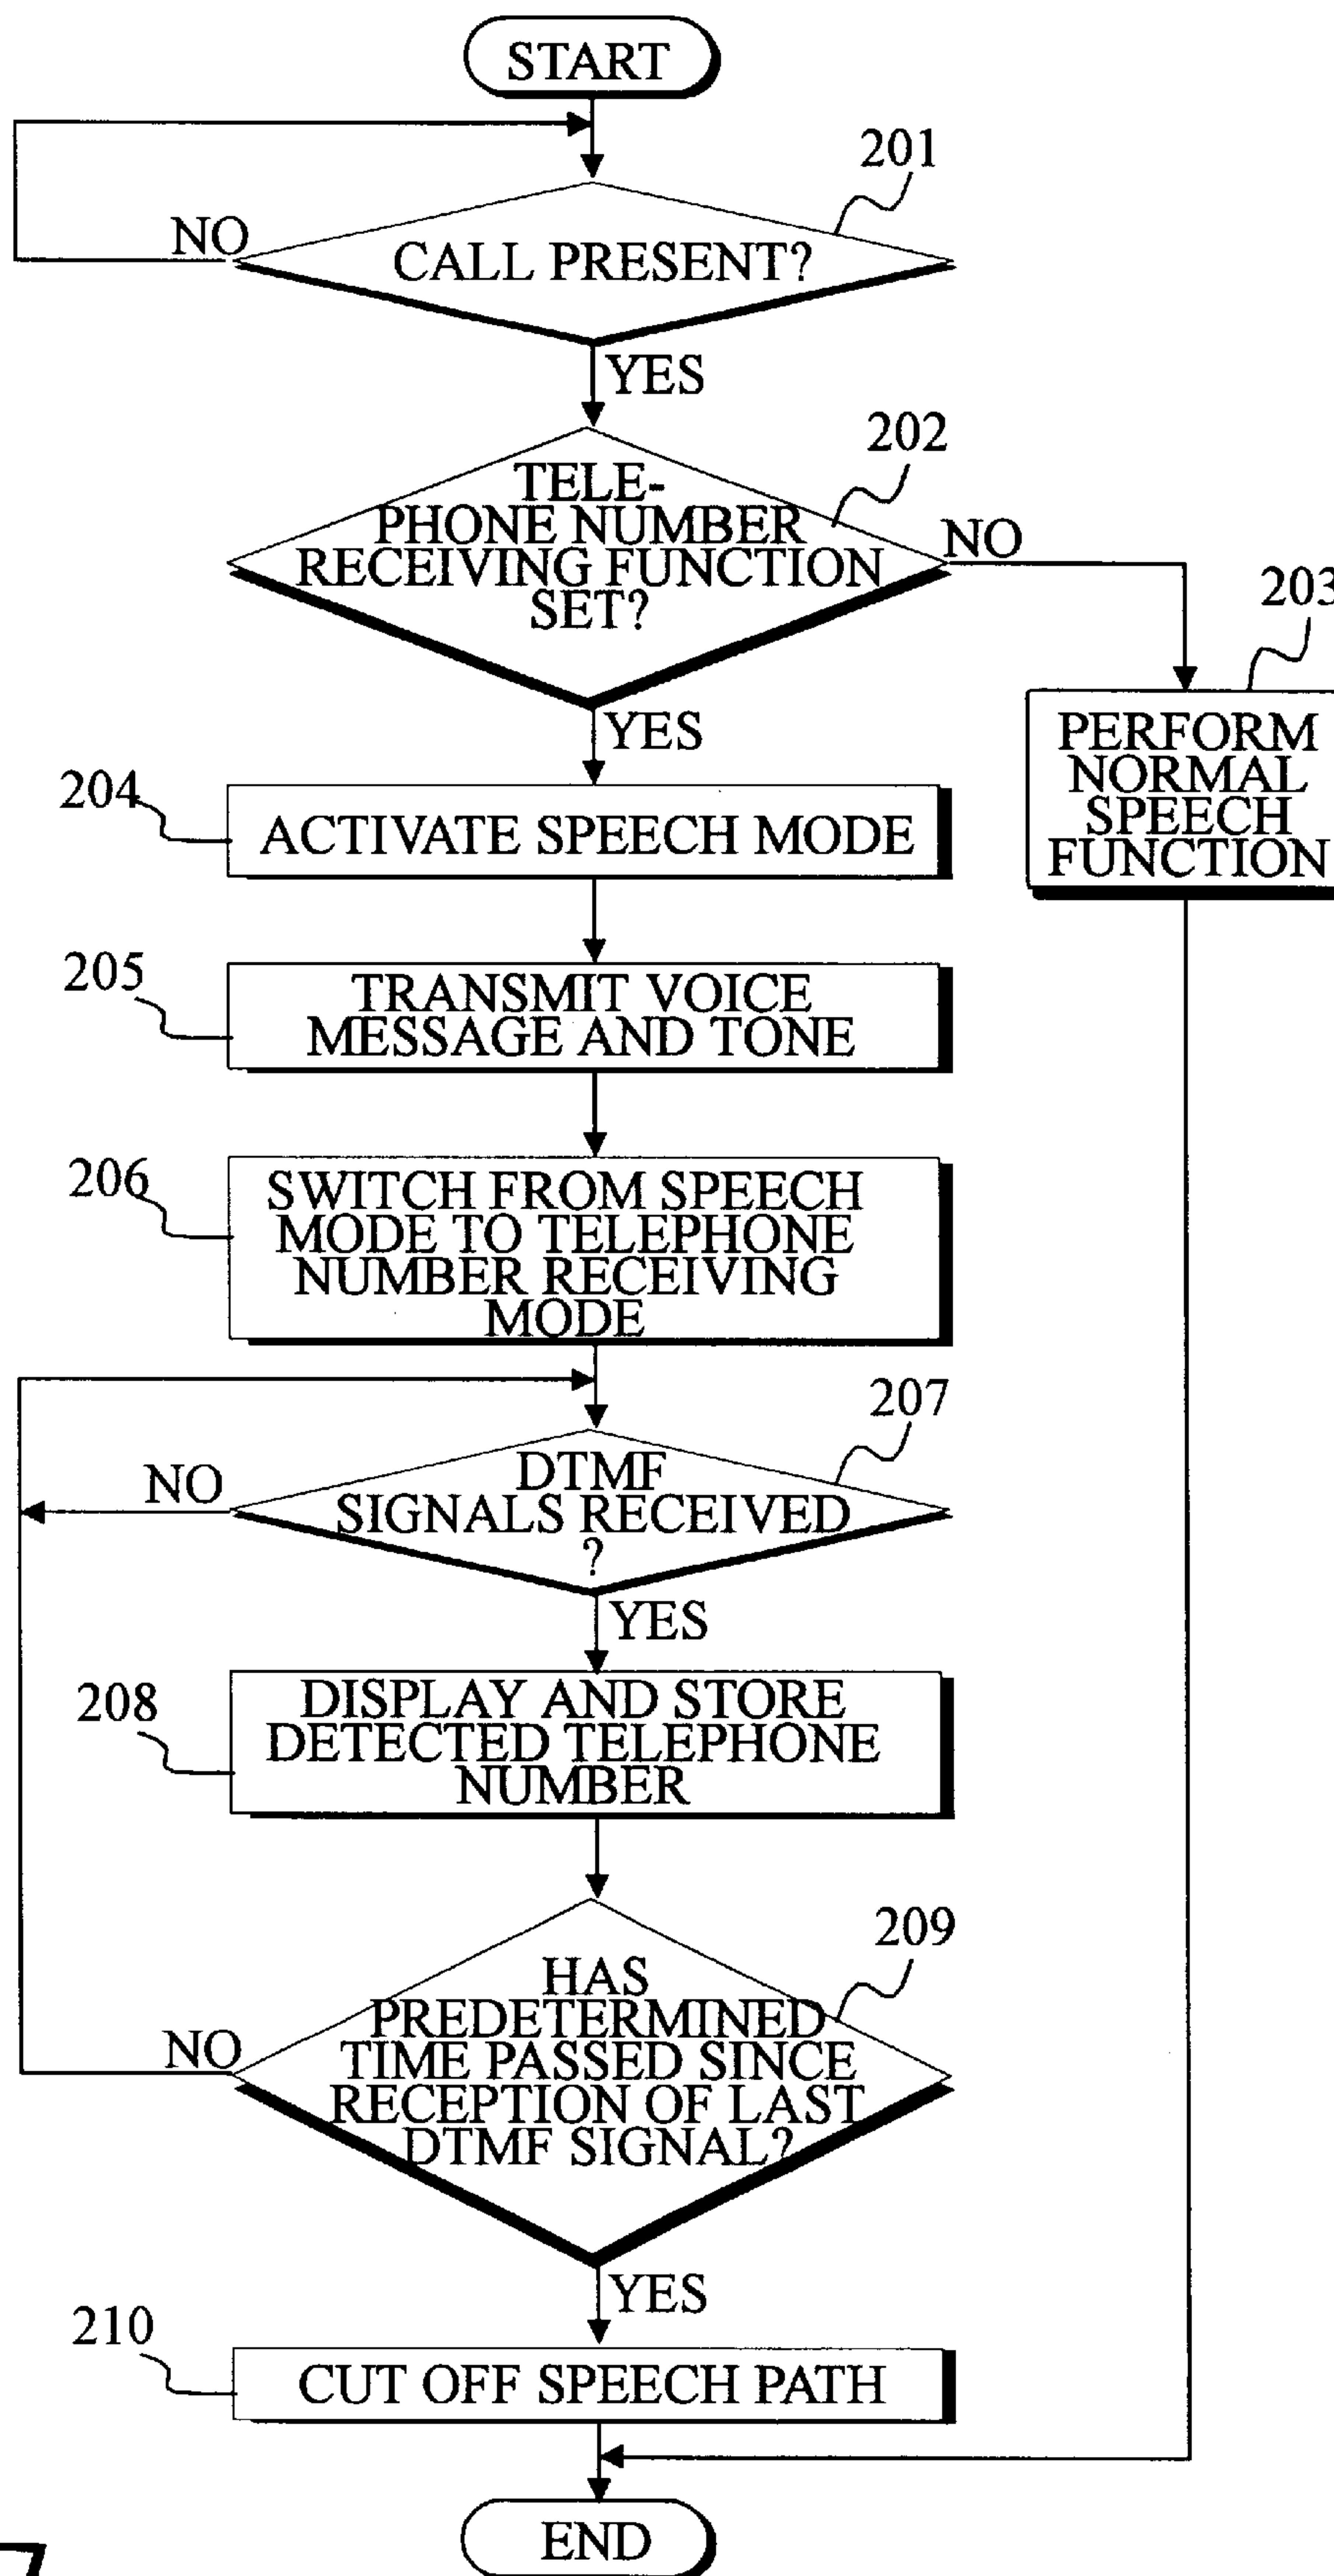 START
201
NO
CALL PRESENT?
YES
202
TELE-
PHONE NUMBER
RECEIVING FUNCTION
SET?
NO
203
YES
PERFORM
NORMAL
SPEECH
FUNCTION
204
ACTIVATE SPEECH MODE
205
TRANSMIT VOICE
MESSAGE AND TONE
206
SWITCH FROM SPEECH
MODE TO TELEPHONE
NUMBER RECEIVING
MODE
207
NO
DTMF
SIGNALS RECEIVED
?
YES
208
DISPLAY AND STORE
DETECTED TELEPHONE
NUMBER
209
HAS
PREDETERMINED
TIME PASSED SINCE
RECEPTION OF LAST
DTMF SIGNAL?
NO
YES
210
CUT OFF SPEECH PATH
END